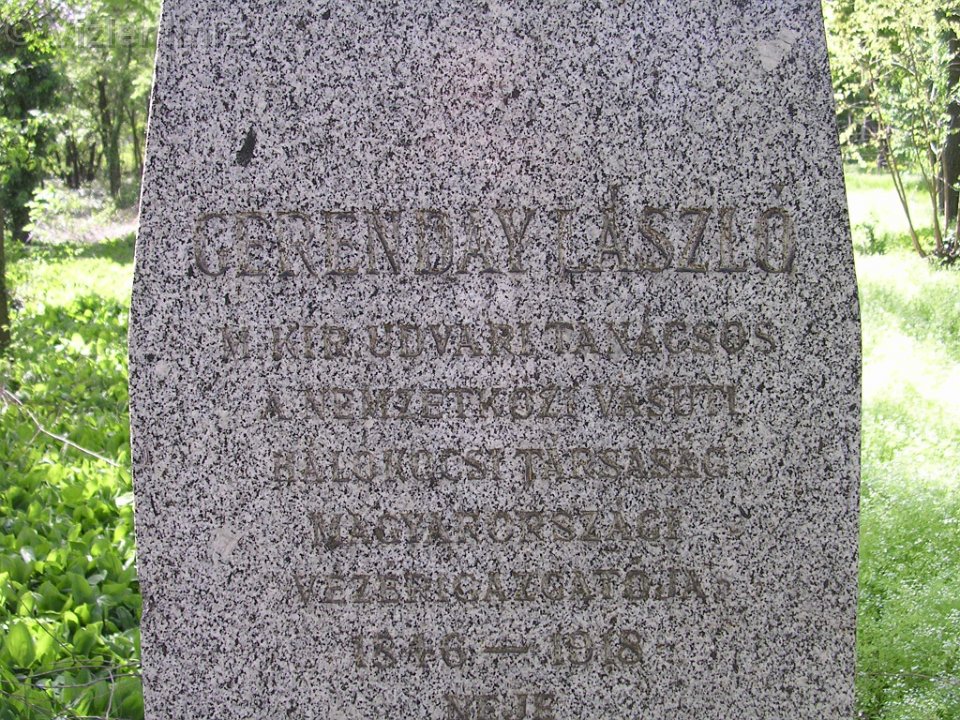 GERENDAY LÁSZLÓ
M. KIR. UDVARI TANÁCSOS
A NEMZETKÖZI VASUTI
HÁLÓKOCSI TÁRSASÁG
MAGYARORSZÁGI
VEZÉRIGAZGATÓJA
1846 – 1918
NEJE